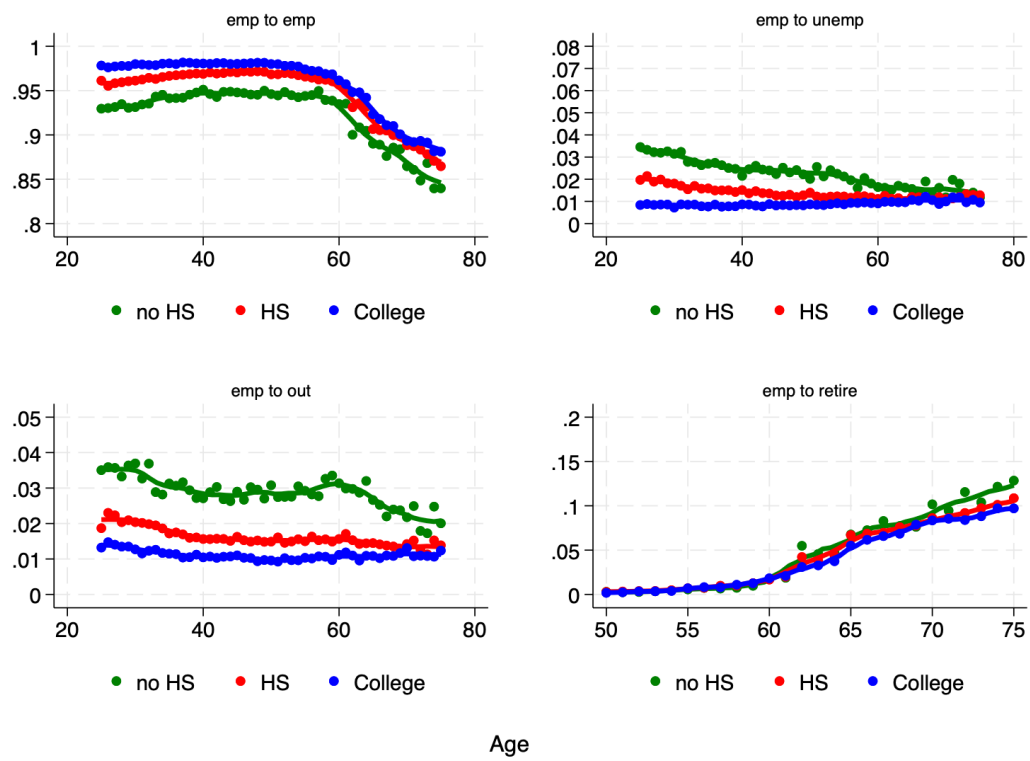 emp to emp
1
.95
.9
.85
.8
20 40 60 80
no HS HS College
emp to unemp
.08
.07
.06
.05
.04
.03
.02
.01
0
20 40 60 80
no HS HS College
emp to out
.05
.04
.03
.02
.01
0
20 40 60 80
no HS HS College
emp to retire
.2
.15
.1
.05
0
50 55 60 65 70 75
no HS HS College
Age